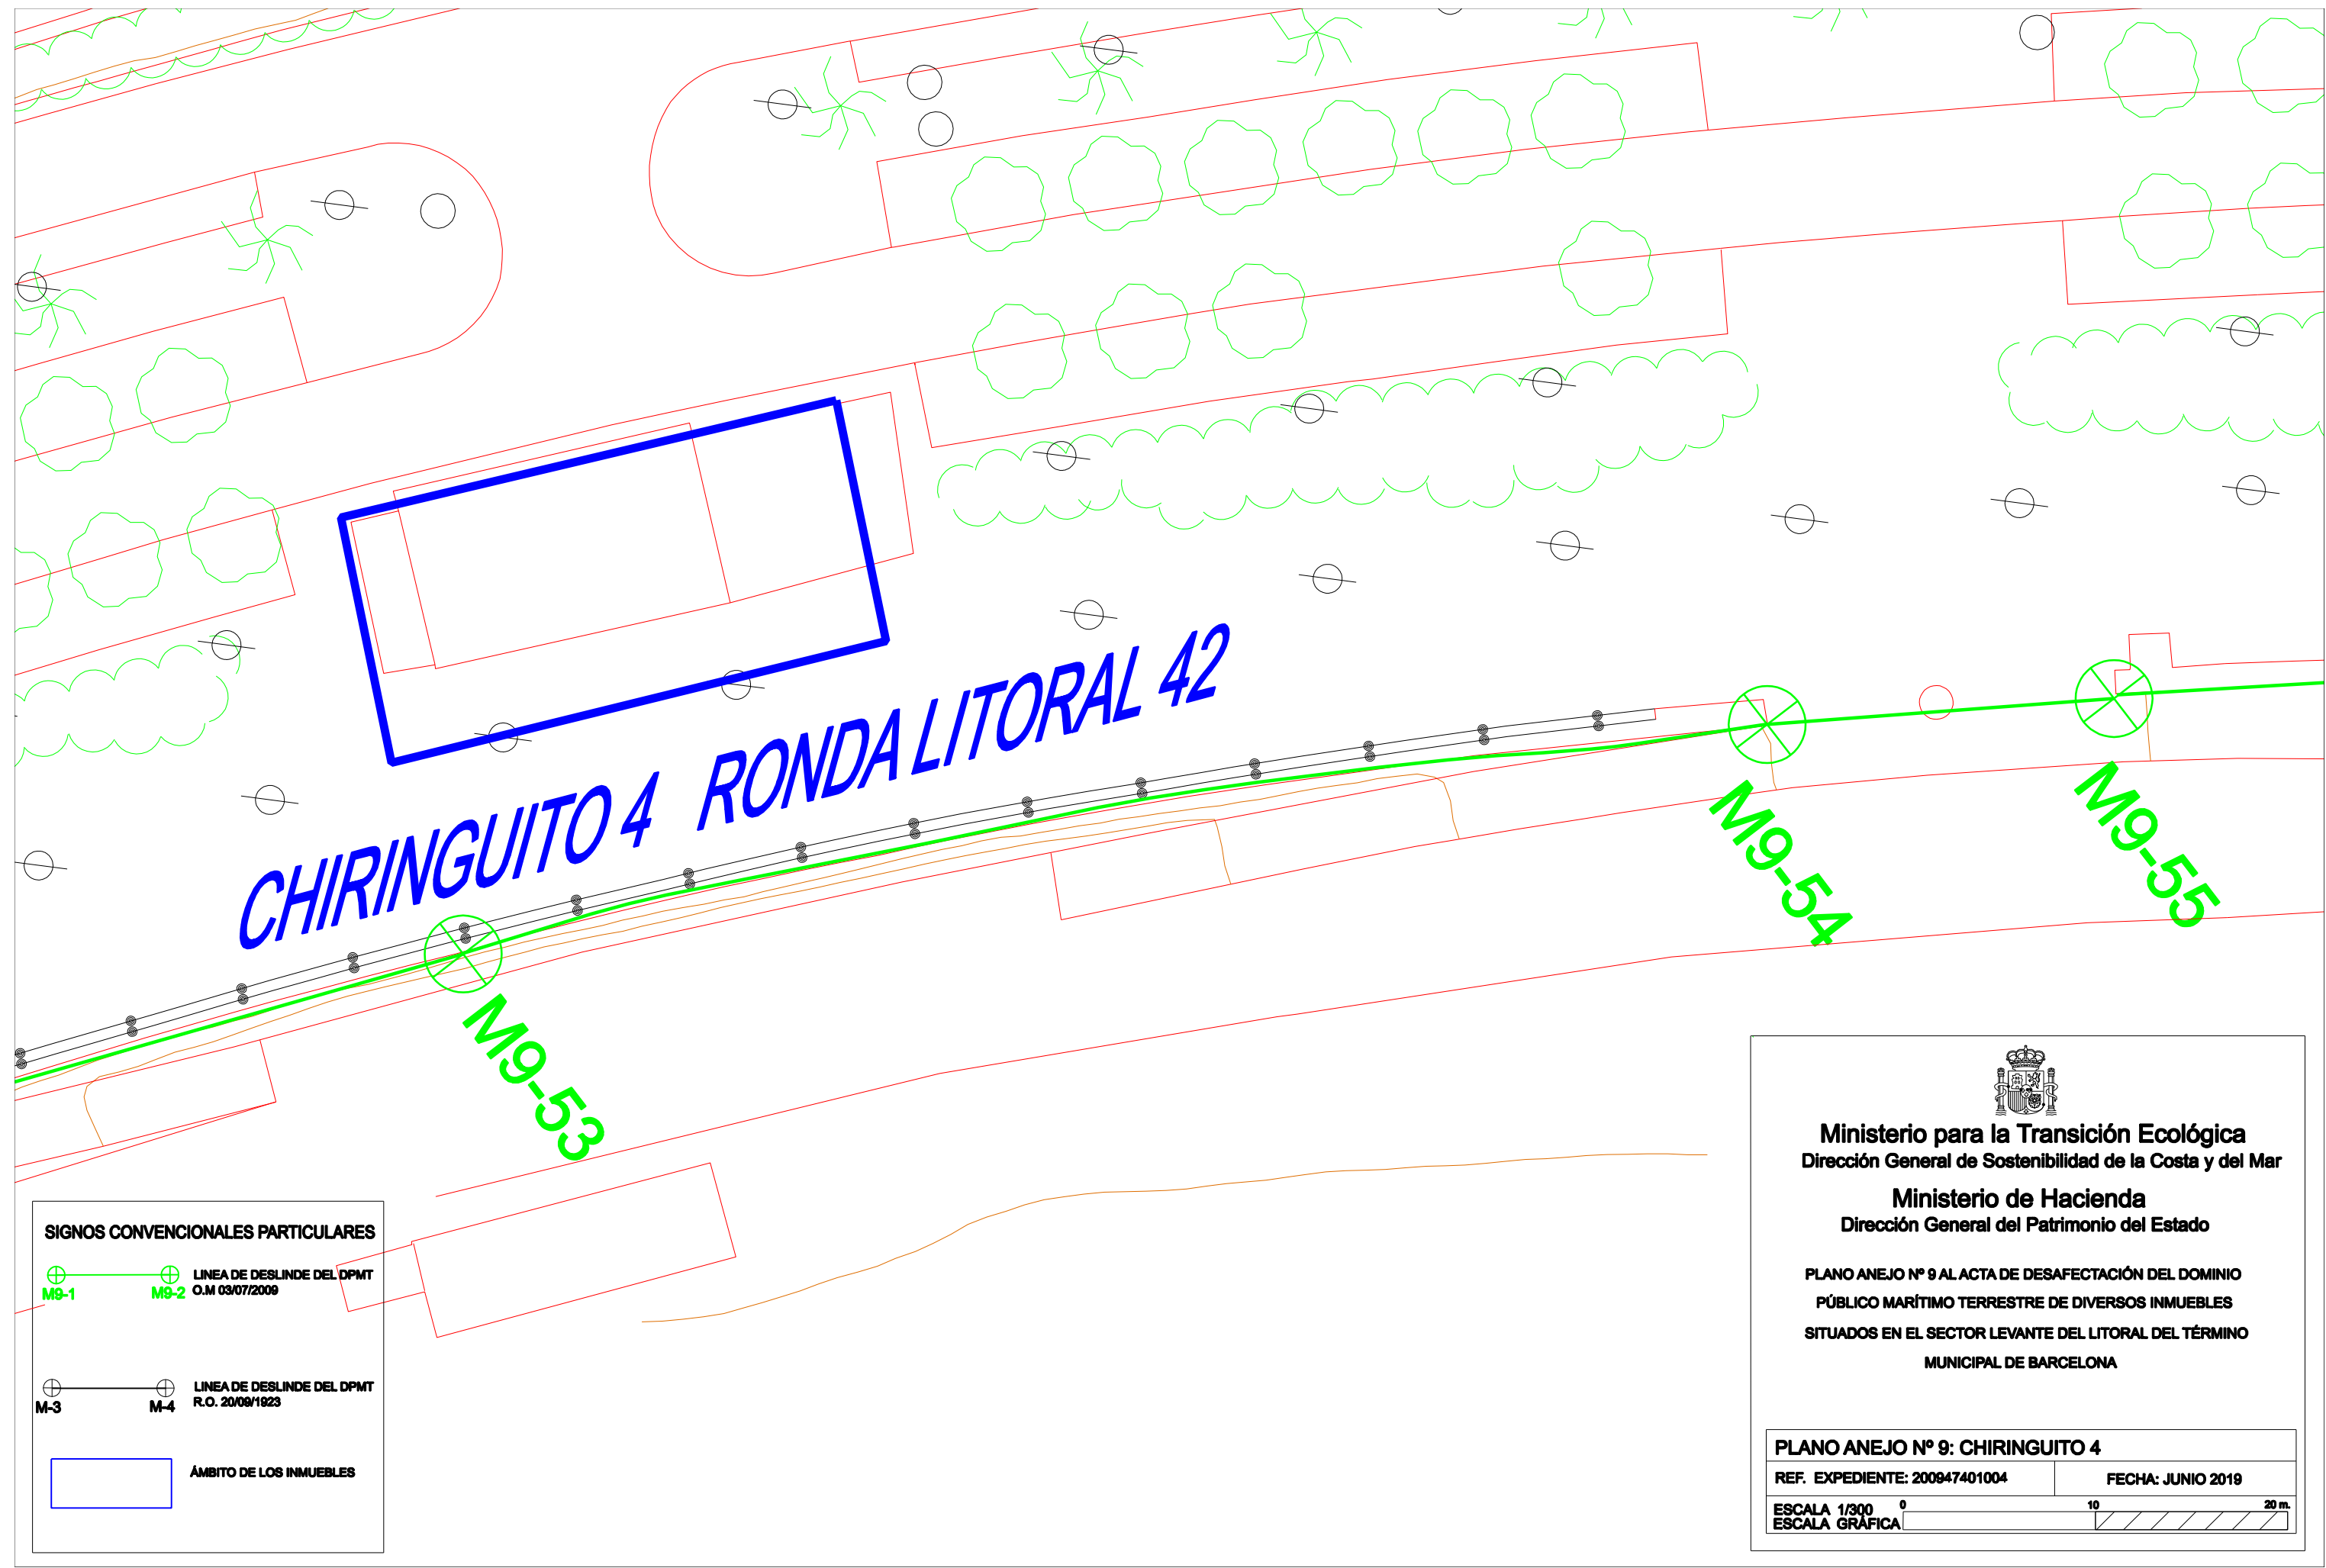 CHIRINGUITO 4 RONDA LITORAL 42
M9-53
M9-54
M9-55
SIGNOS CONVENCIONALES PARTICULARES
M9-1
M9-2
LINEA DE DESLINDE DEL DPMT
O.M 03/07/2009
M-3
M-4
LINEA DE DESLINDE DEL DPMT
R.O. 20/09/1923
ÁMBITO DE LOS INMUEBLES
Ministerio para la Transición Ecológica
Dirección General de Sostenibilidad de la Costa y del Mar
Ministerio de Hacienda
Dirección General del Patrimonio del Estado
PLANO ANEJO Nº 9 AL ACTA DE DESAFECTACIÓN DEL DOMINIO
PÚBLICO MARÍTIMO TERRESTRE DE DIVERSOS INMUEBLES
SITUADOS EN EL SECTOR LEVANTE DEL LITORAL DEL TÉRMINO
MUNICIPAL DE BARCELONA
PLANO ANEJO Nº 9: CHIRINGUITO 4
REF. EXPEDIENTE: 200947401004
FECHA: JUNIO 2019
ESCALA 1/300
ESCALA GRÁFICA
0 10 20 m.